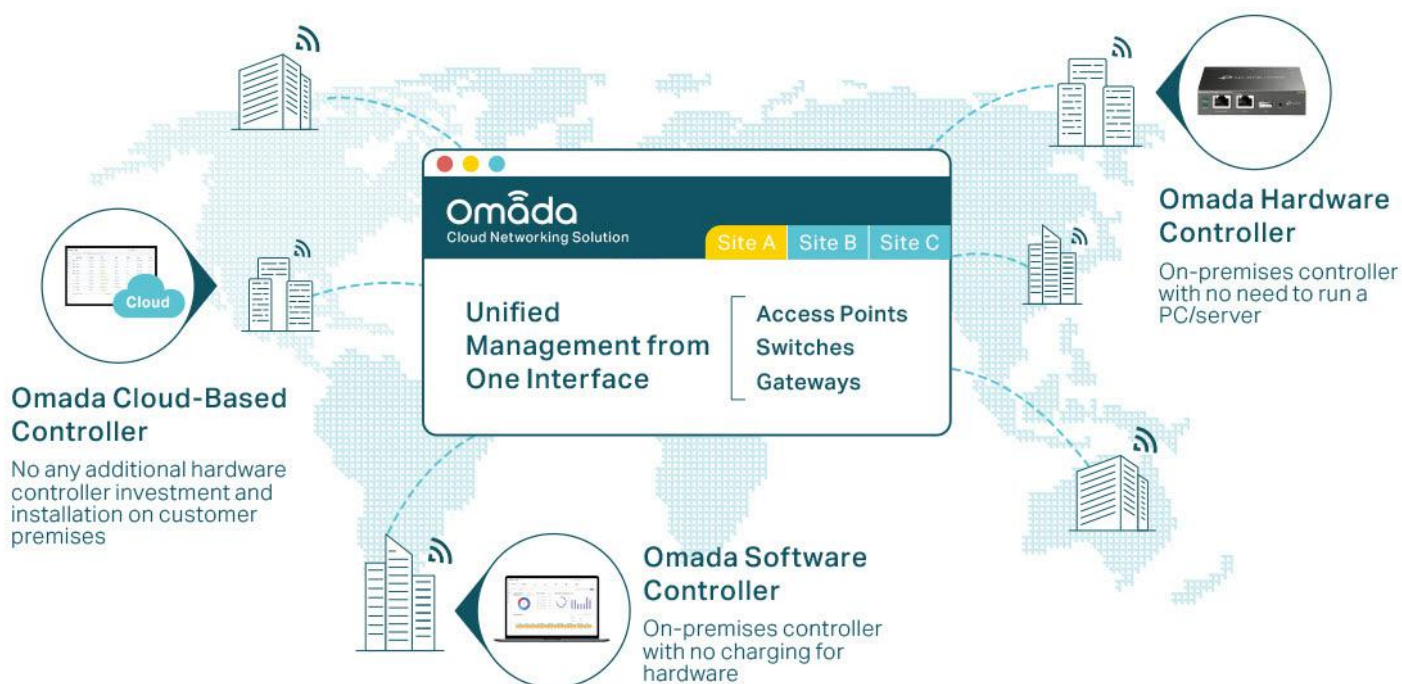 Omada
Cloud Networking Solution
Site A
Site B
Site C
Unified
Management from
One Interface
Access Points
Switches
Gateways
Omada Hardware
Controller
On-premises controller
with no need to run a
PC/server
Cloud
Omada Cloud-Based
Controller
No any additional hardware
controller investment and
installation on customer
premises
Omada Software
Controller
On-premises controller
with no charging for
hardware